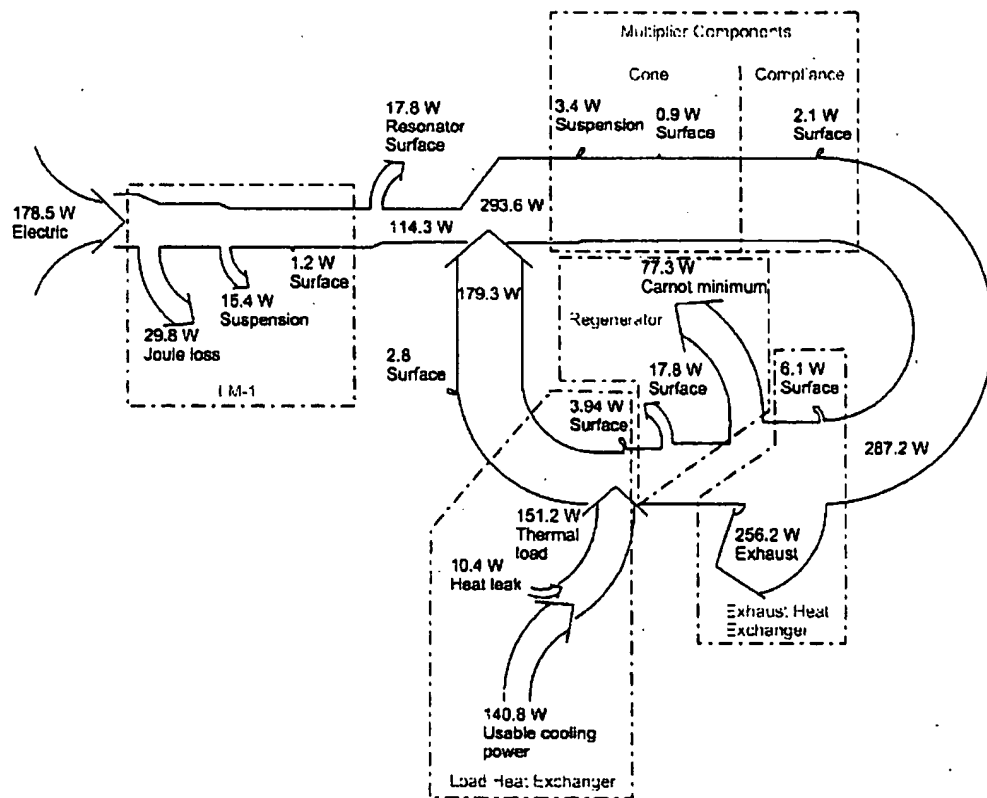 Multiplier Components
Cone
Compliance
17.8 W
Resonator
Surface
3.4 W
Suspension
0.9 W
Surface
2.1 W
Surface
178.5 W
Electric
114.3 W
293.6 W
1.2 W
Surface
15.4 W
Suspension
29.8 W
Joule loss
LM-1
179.3 W
77.3 W
Carnot minimum
Regenerator
2.8
Surface
17.8 W
Surface
6.1 W
Surface
3.94 W
Surface
287.2 W
151.2 W
Thermal
load
256.2 W
Exhaust
10.4 W
Heat leak
Exhaust Heat
Exchanger
140.8 W
Usable cooling
power
Load Heat Exchanger